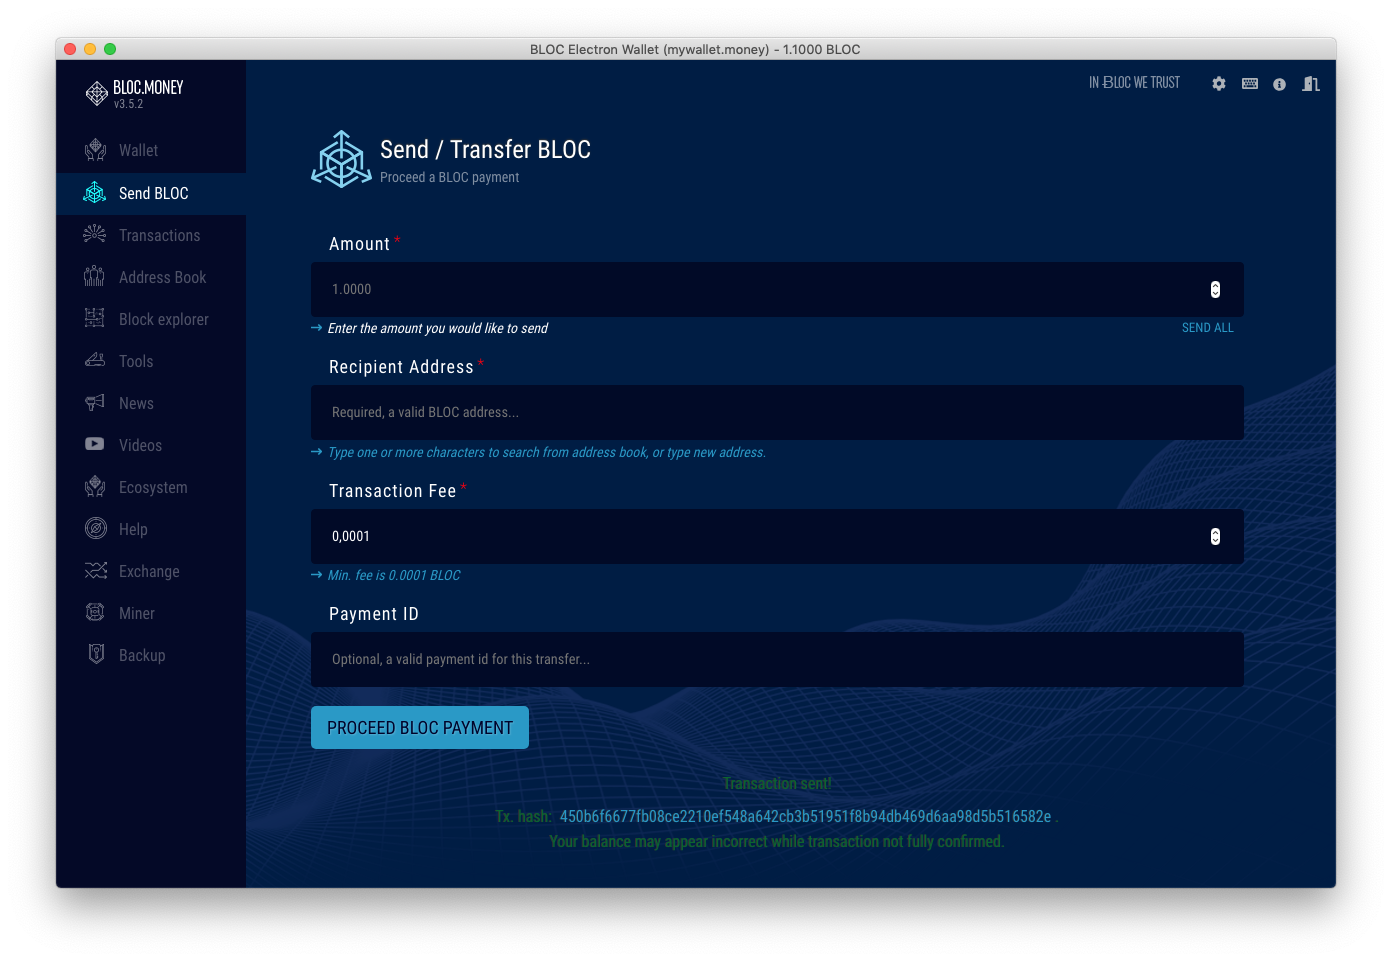 BLOC Electron Wallet (mywallet.money) - 1.1000 BLOC
BLOC.MONEY
v3.5.2
IN BLOC WE TRUST
Wallet
Send BLOC
Transactions
Address Book
Block explorer
Tools
News
Videos
Ecosystem
Help
Exchange
Miner
Backup
Send / Transfer BLOC
Proceed a BLOC payment
Amount *
1.0000
→ Enter the amount you would like to send
SEND ALL
Recipient Address *
Required, a valid BLOC address...
→ Type one or more characters to search from address book, or type new address.
Transaction Fee *
0,0001
→ Min. fee is 0.0001 BLOC
Payment ID
Optional, a valid payment id for this transfer...
PROCEED BLOC PAYMENT
Transaction sent!
Tx. hash: 450b6f6677fb08ce2210ef548a642cb3b51951f8b94db469d6aa98d5b516582e .
Your balance may appear incorrect while transaction not fully confirmed.